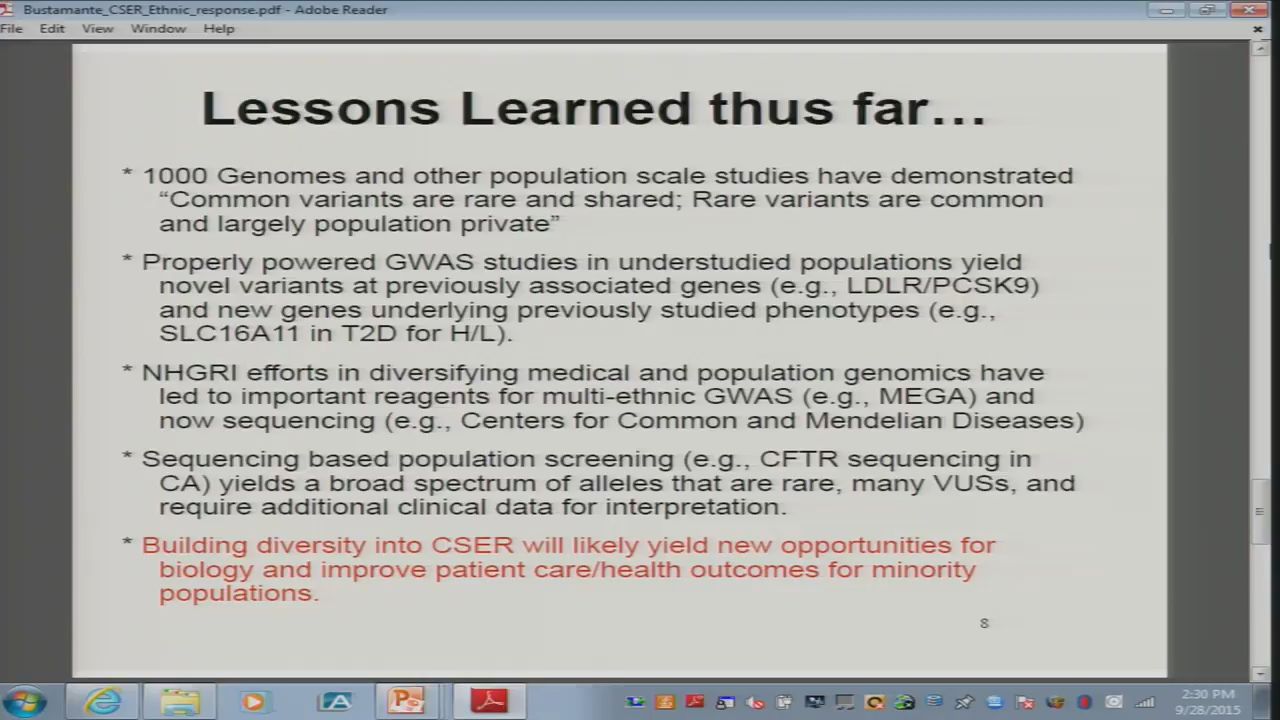 Bustamante_CSER_Ethnic_response.pdf - Adobe Reader
File Edit View Window Help
Lessons Learned thus far…
* 1000 Genomes and other population scale studies have demonstrated
“Common variants are rare and shared; Rare variants are common
and largely population private”
* Properly powered GWAS studies in understudied populations yield
novel variants at previously associated genes (e.g., LDLR/PCSK9)
and new genes underlying previously studied phenotypes (e.g.,
SLC16A11 in T2D for H/L).
* NHGRI efforts in diversifying medical and population genomics have
led to important reagents for multi-ethnic GWAS (e.g., MEGA) and
now sequencing (e.g., Centers for Common and Mendelian Diseases)
* Sequencing based population screening (e.g., CFTR sequencing in
CA) yields a broad spectrum of alleles that are rare, many VUSs, and
require additional clinical data for interpretation.
* Building diversity into CSER will likely yield new opportunities for
biology and improve patient care/health outcomes for minority
populations.
8
2:30 PM
9/28/2015